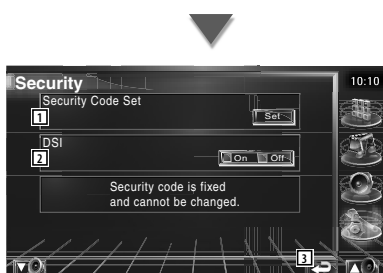 Security
10:10
Security Code Set
1
Set
DSI
2
On Off
Security code is fixed
and cannot be changed.
3